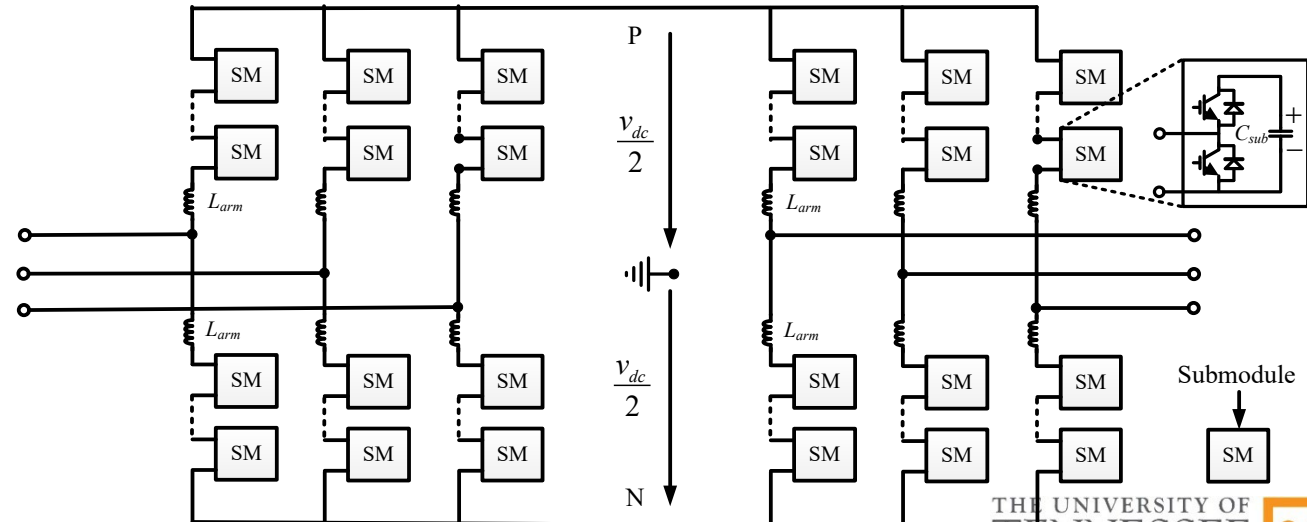 P
SM
SM
SM
SM
SM
SM
C_sub
+
−
v_dc
2
SM
SM
SM
SM
SM
SM
L_arm
L_arm
L_arm
L_arm
v_dc
2
SM
SM
SM
SM
SM
SM
Submodule
SM
SM
SM
SM
SM
SM
SM
N
THE UNIVERSITY OF